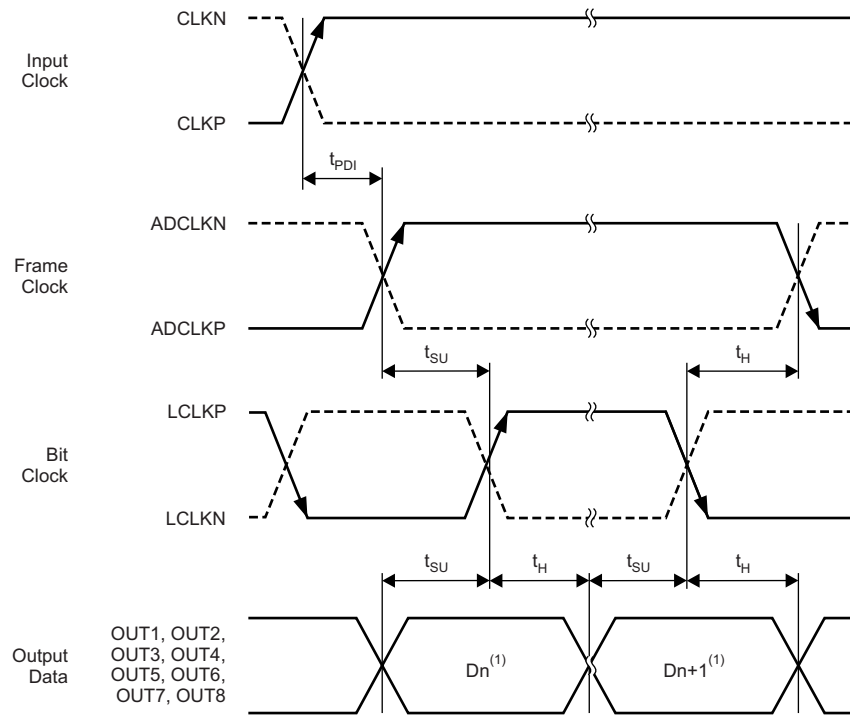 CLKN
Input
Clock
CLKP
tPDI
ADCLKN
Frame
Clock
ADCLKP
tSU
tH
LCLKP
Bit
Clock
LCLKN
tSU
tH
tSU
tH
Output
Data
OUT1, OUT2,
OUT3, OUT4,
OUT5, OUT6,
OUT7, OUT8
Dn(1)
Dn+1(1)